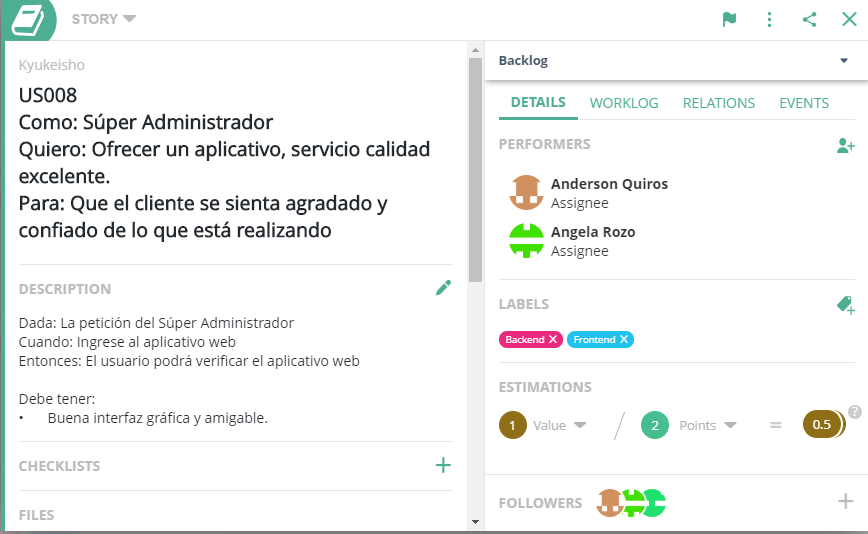 STORY
Kyukeisho
US008
Como: Súper Administrador
Quiero: Ofrecer un aplicativo, servicio calidad
excelente.
Para: Que el cliente se sienta agradado y
confiado de lo que está realizando
DESCRIPTION
Dada: La petición del Súper Administrador
Cuando: Ingrese al aplicativo web
Entonces: El usuario podrá verificar el aplicativo web
Debe tener:
• Buena interfaz gráfica y amigable.
CHECKLISTS
FILES
Backlog
DETAILS WORKLOG RELATIONS EVENTS
PERFORMERS
Anderson Quiros
Assignee
Angela Rozo
Assignee
LABELS
Backend Frontend
ESTIMATIONS
1 Value / 2 Points = 0.5 ?
FOLLOWERS